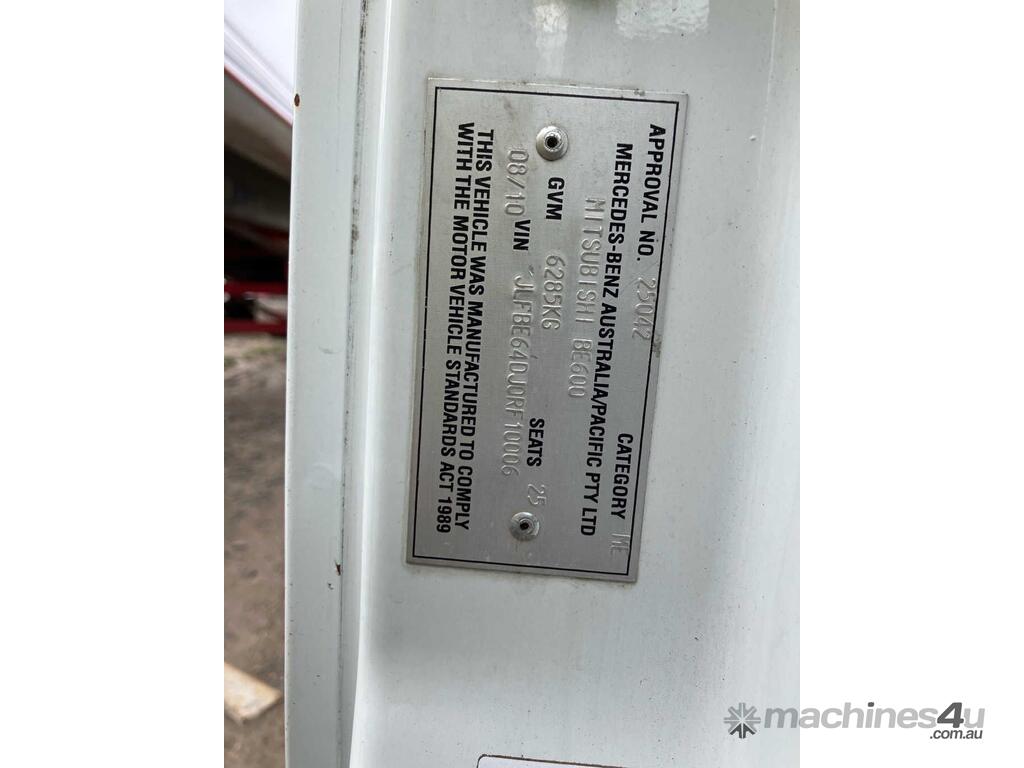 APPROVAL NO. 25042 CATEGORY ME
MERCEDES-BENZ AUSTRALIA/PACIFIC PTY LTD
MITSUBISHI BE600
GVM 6285KG SEATS 25
08/10 VIN JLFBE64DJ0RF10006
THIS VEHICLE WAS MANUFACTURED TO COMPLY
WITH THE MOTOR VEHICLE STANDARDS ACT 1989
machines4u
.com.au